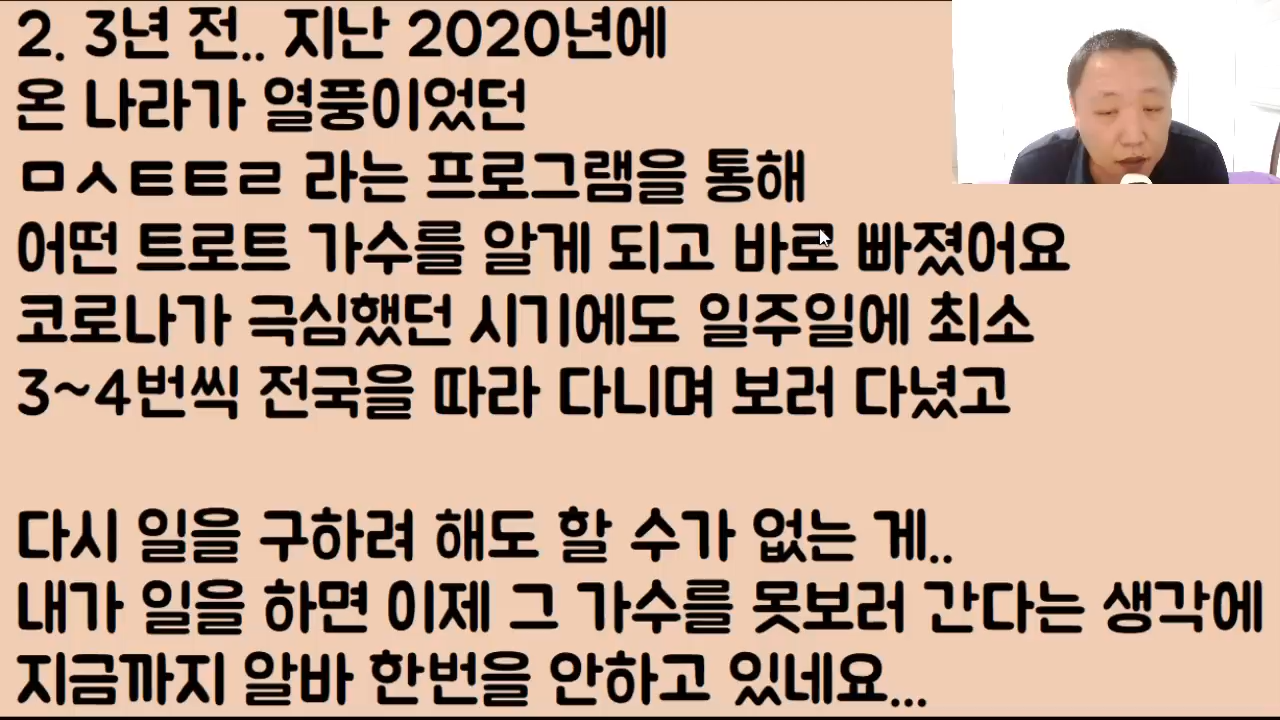 2. 3년 전.. 지난 2020년에
온 나라가 열풍이었던
ㅁㅅㅌㅌㄹ 라는 프로그램을 통해
어떤 트로트 가수를 알게 되고 바로 빠졌어요
코로나가 극심했던 시기에도 일주일에 최소
3~4번씩 전국을 따라 다니며 보러 다녔고
다시 일을 구하려 해도 할 수가 없는 게..
내가 일을 하면 이제 그 가수를 못보러 간다는 생각에
지금까지 알바 한번을 안하고 있네요...